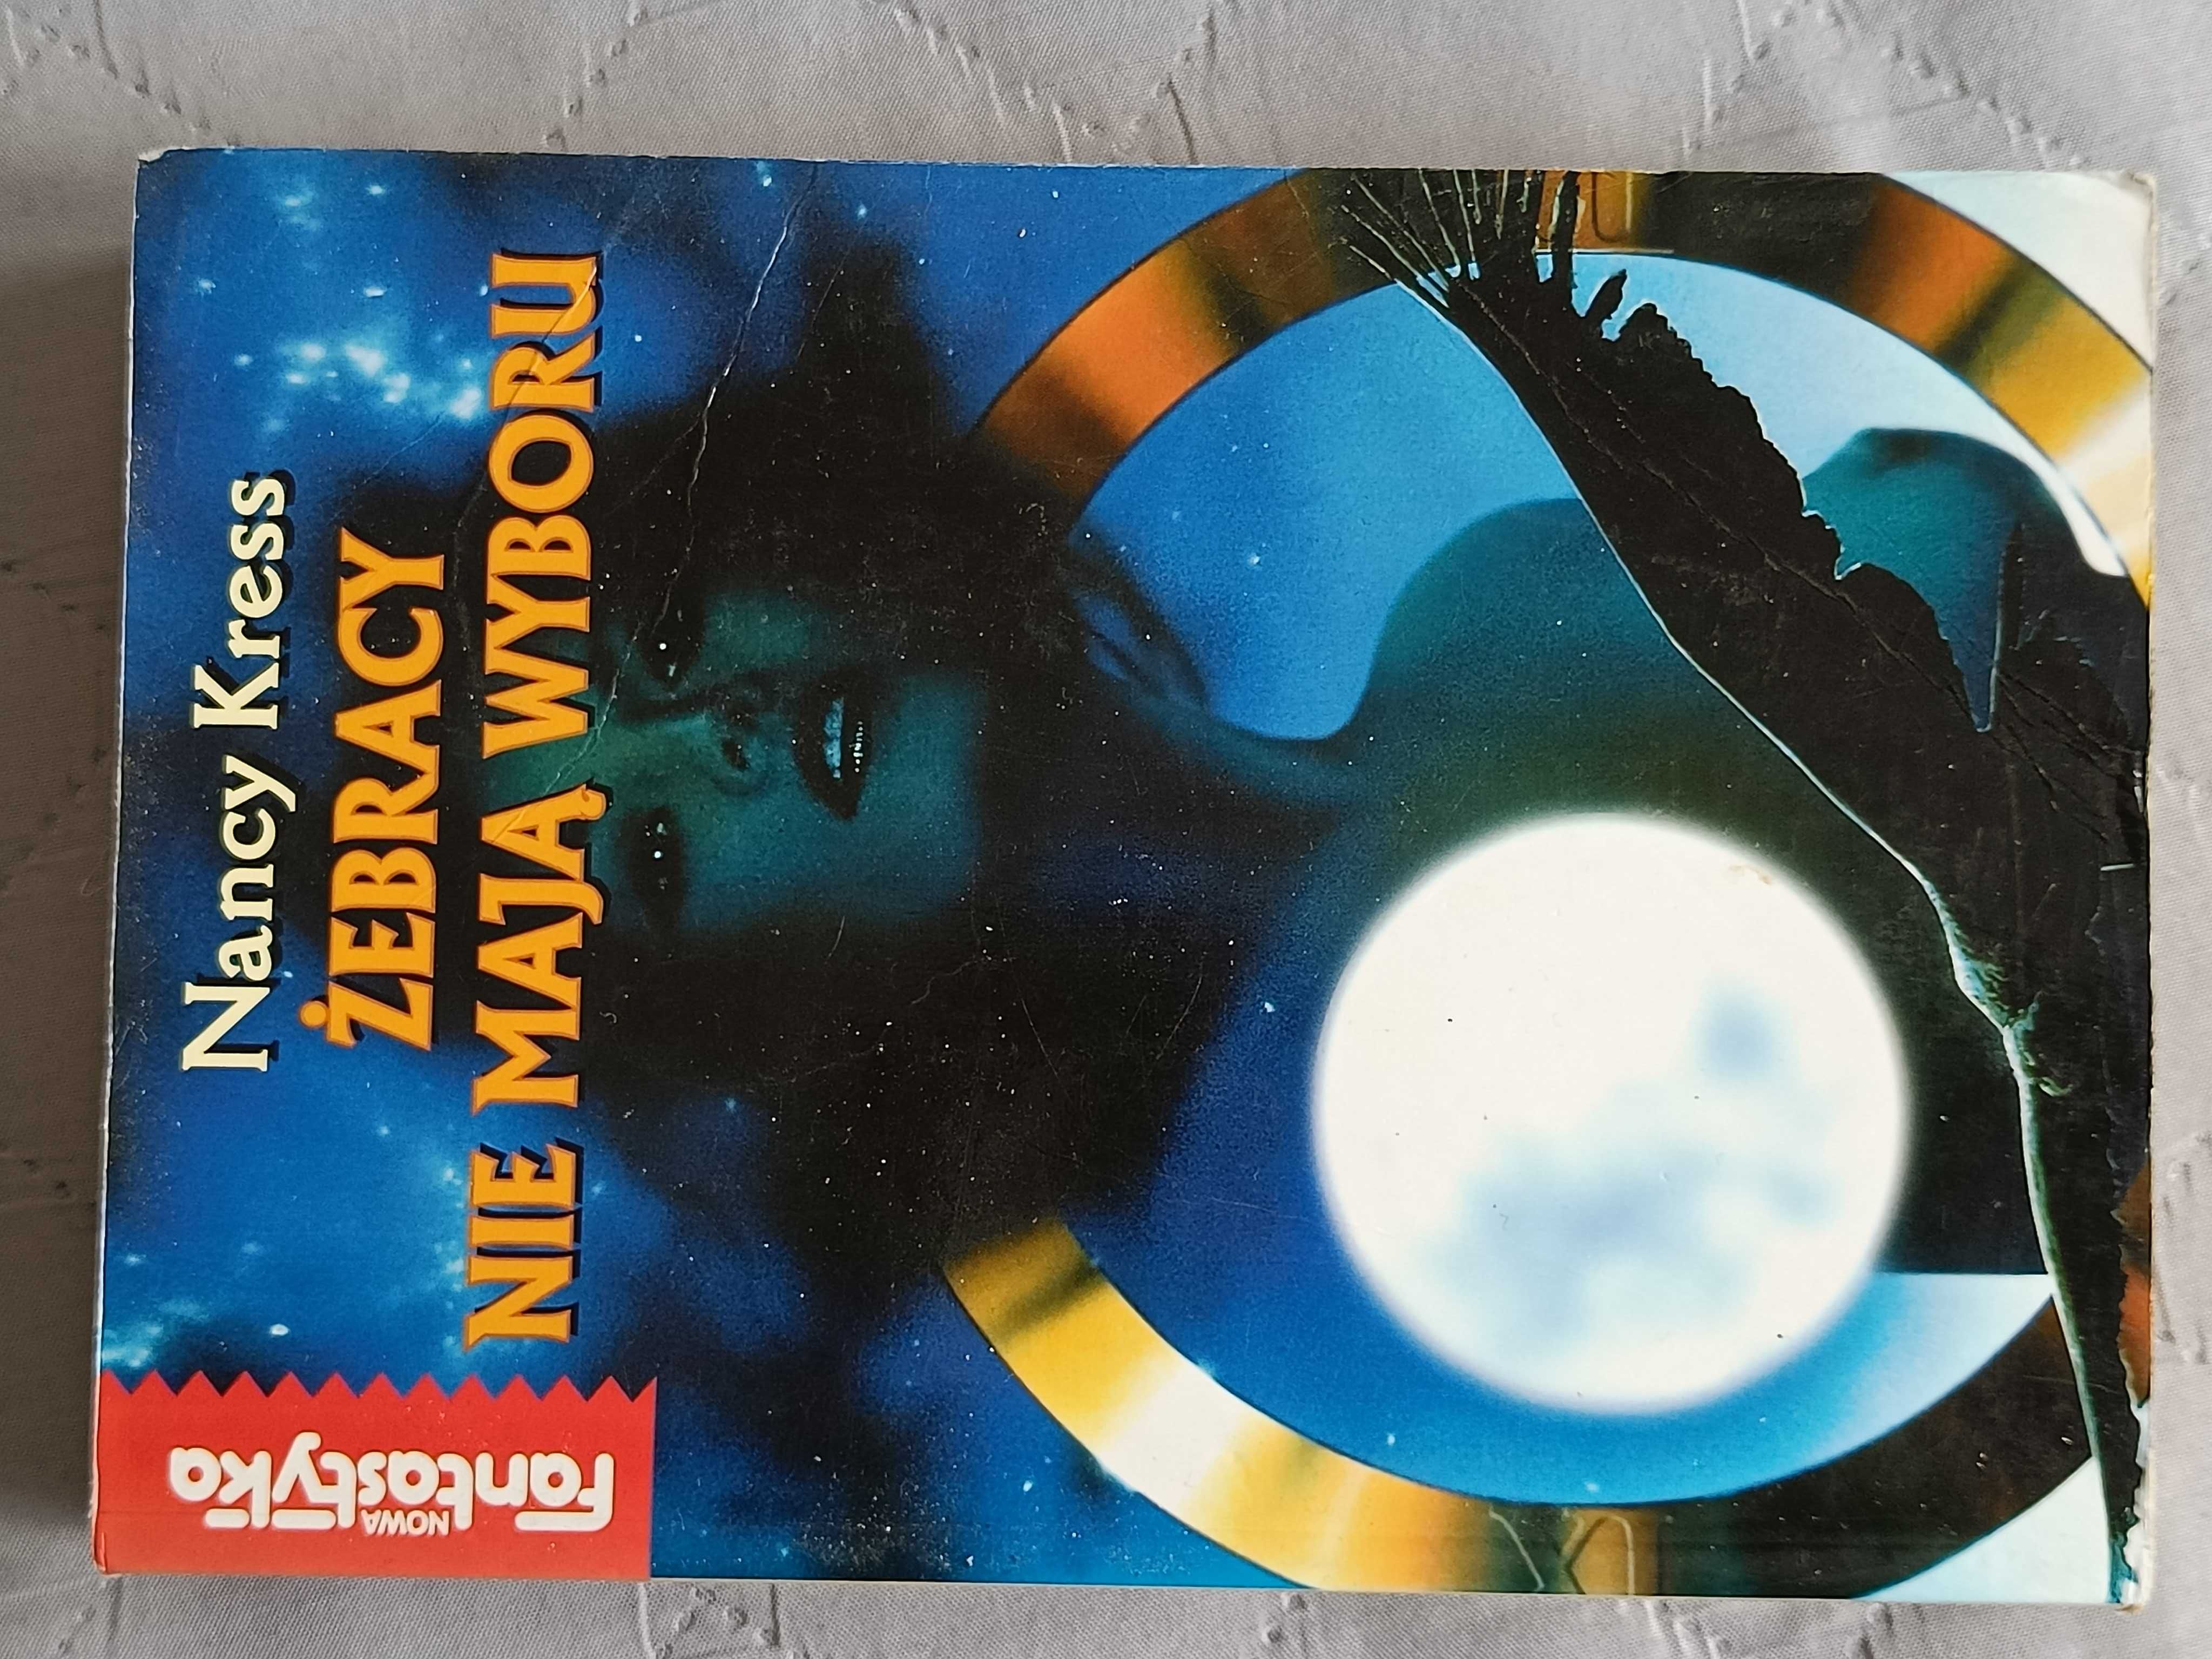 Nancy Kress
ŻEBRACY
NIE MAJĄ WYBORU
NOWA
Fantastyka